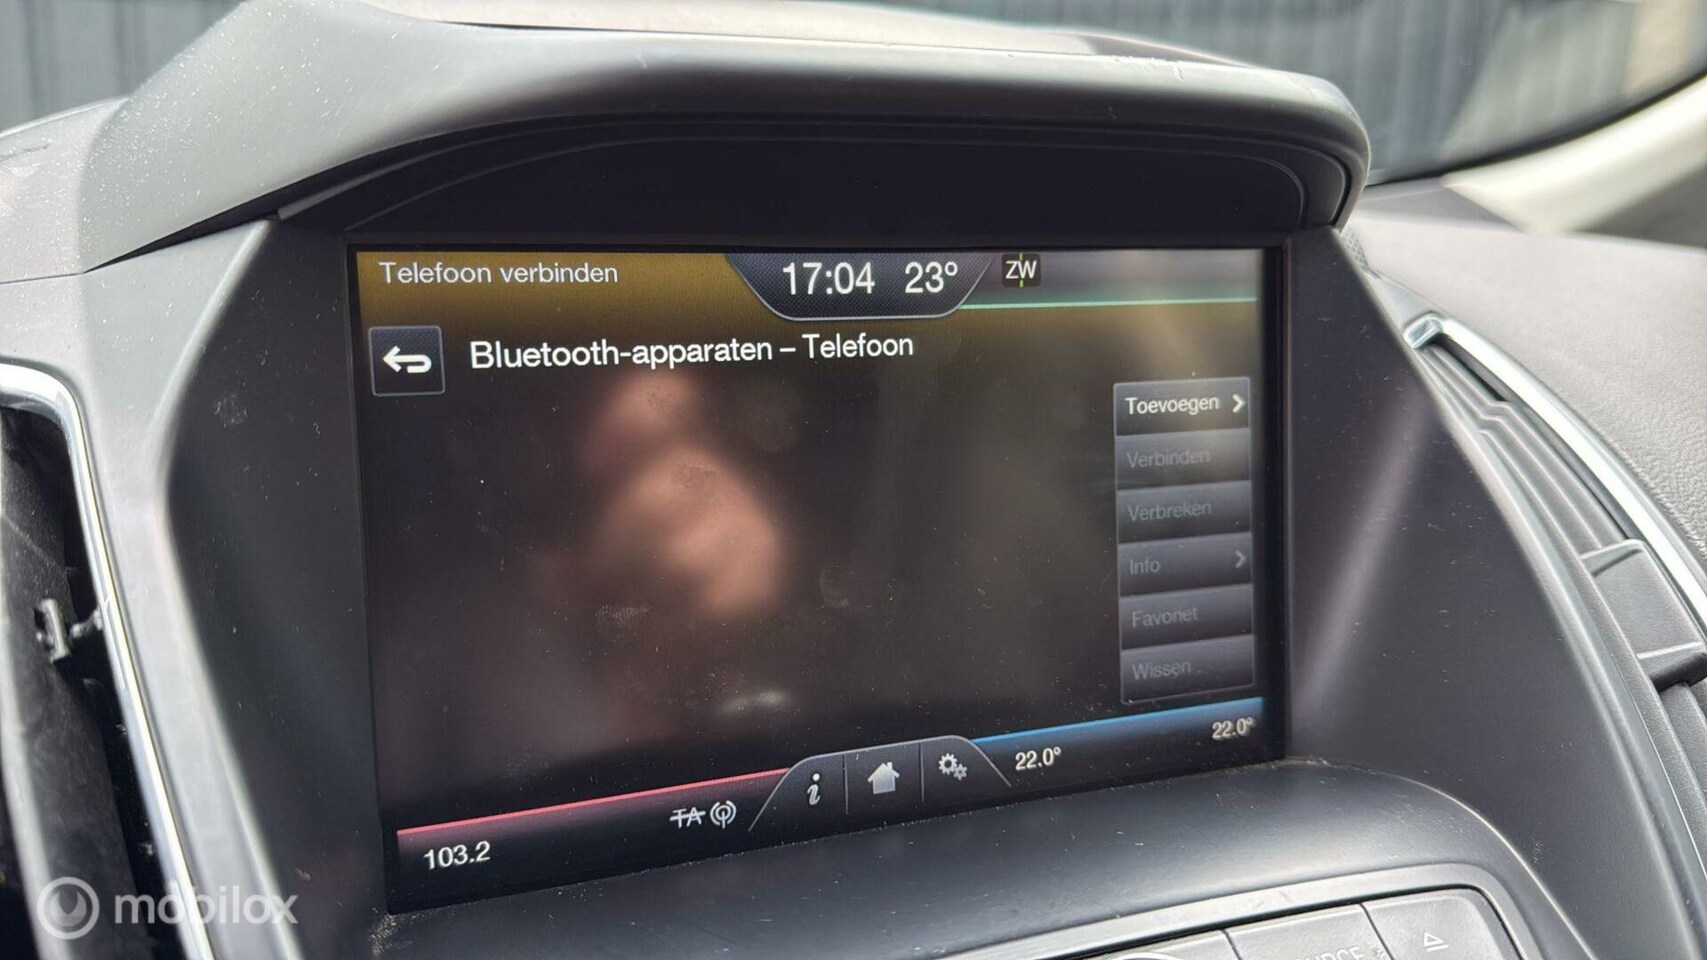 Telefoon verbinden
17:04 23° ZW
Bluetooth-apparaten – Telefoon
Toevoegen
Verbinden
Verbreken
Info
Favoriet
Wissen
22.0° 22.0°
TA
103.2
mobilox